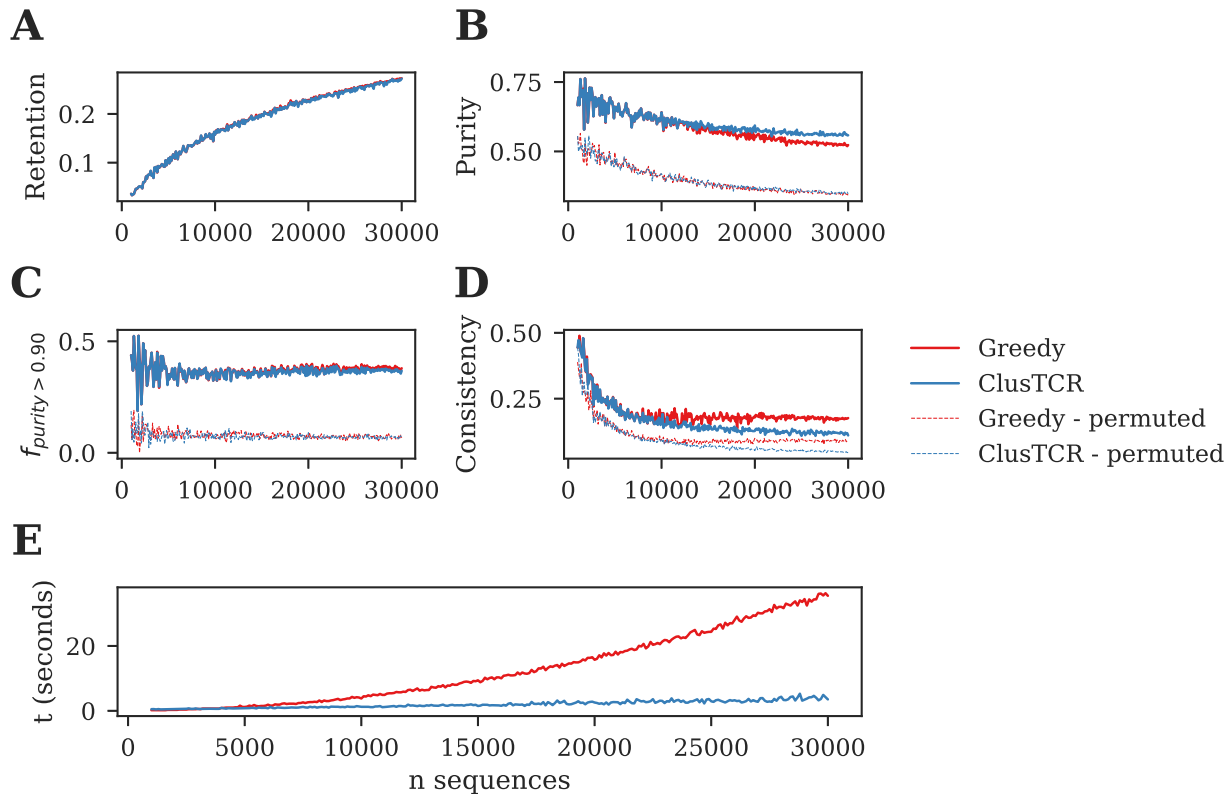 A
Retention
0.2
0.1
0 10000 20000 30000
B
Purity
0.75
0.50
0 10000 20000 30000
C
f purity > 0.90
0.5
0.0
0 10000 20000 30000
D
Consistency
0.50
0.25
0 10000 20000 30000
Greedy
ClusTCR
Greedy - permuted
ClusTCR - permuted
E
t (seconds)
20
0
0 5000 10000 15000 20000 25000 30000
n sequences